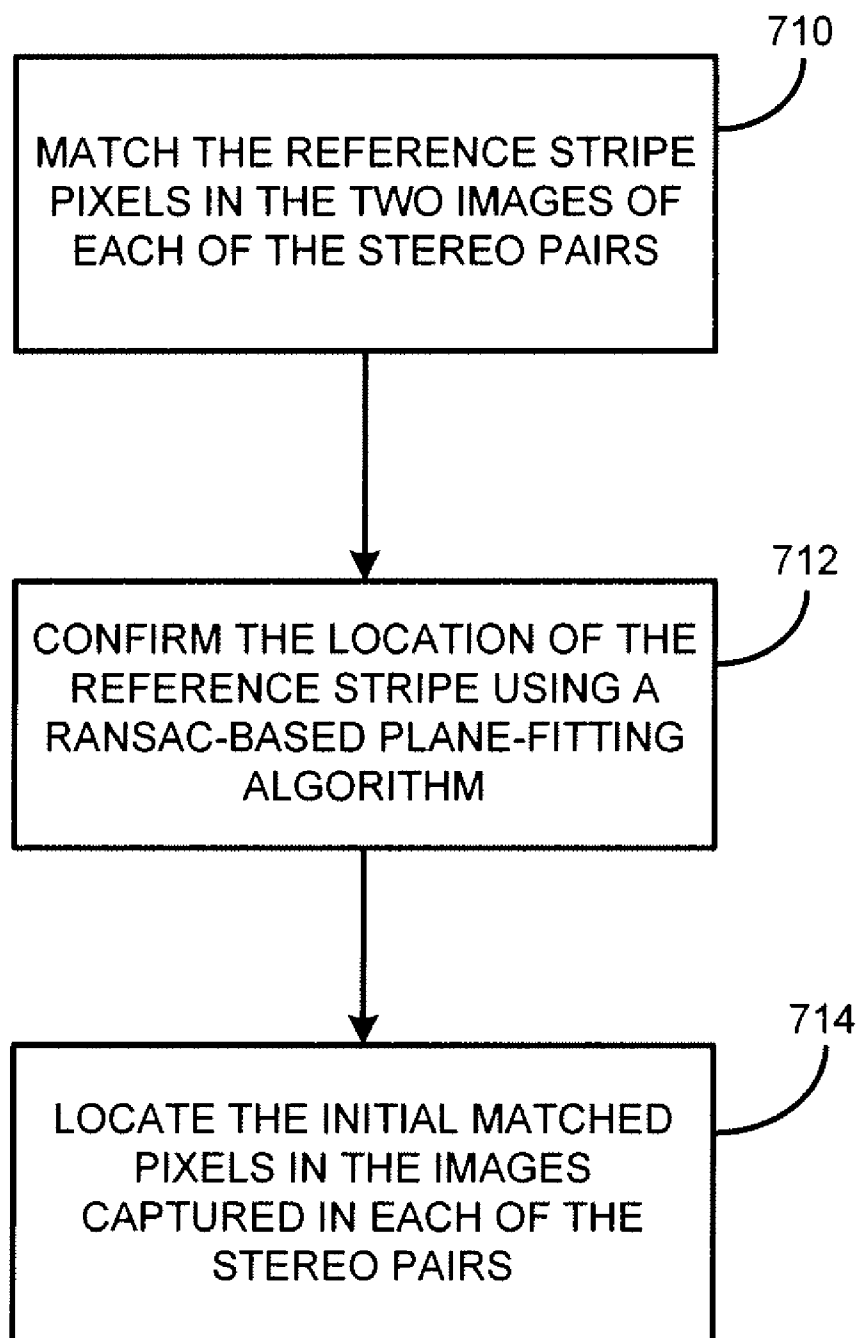 710
MATCH THE REFERENCE STRIPE
PIXELS IN THE TWO IMAGES OF
EACH OF THE STEREO PAIRS
712
CONFIRM THE LOCATION OF THE
REFERENCE STRIPE USING A
RANSAC-BASED PLANE-FITTING
ALGORITHM
714
LOCATE THE INITIAL MATCHED
PIXELS IN THE IMAGES
CAPTURED IN EACH OF THE
STEREO PAIRS